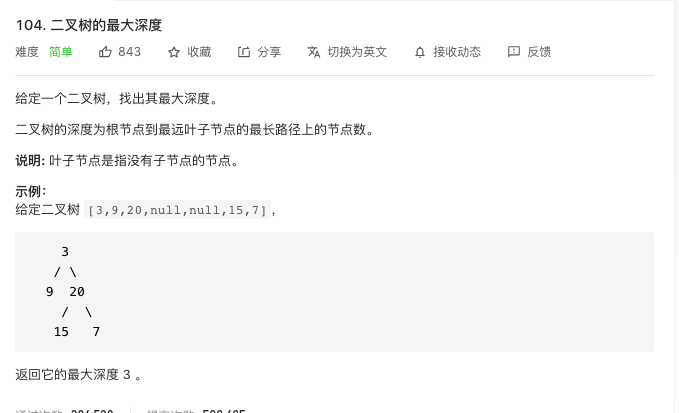 104. 二叉树的最大深度
难度 简单 843 收藏 分享 切换为英文 接收动态 反馈
给定一个二叉树，找出其最大深度。
二叉树的深度为根节点到最远叶子节点的最长路径上的节点数。
说明: 叶子节点是指没有子节点的节点。
示例：
给定二叉树 [3,9,20,null,null,15,7]，
3
/ \
9 20
/ \
15 7
返回它的最大深度 3 。